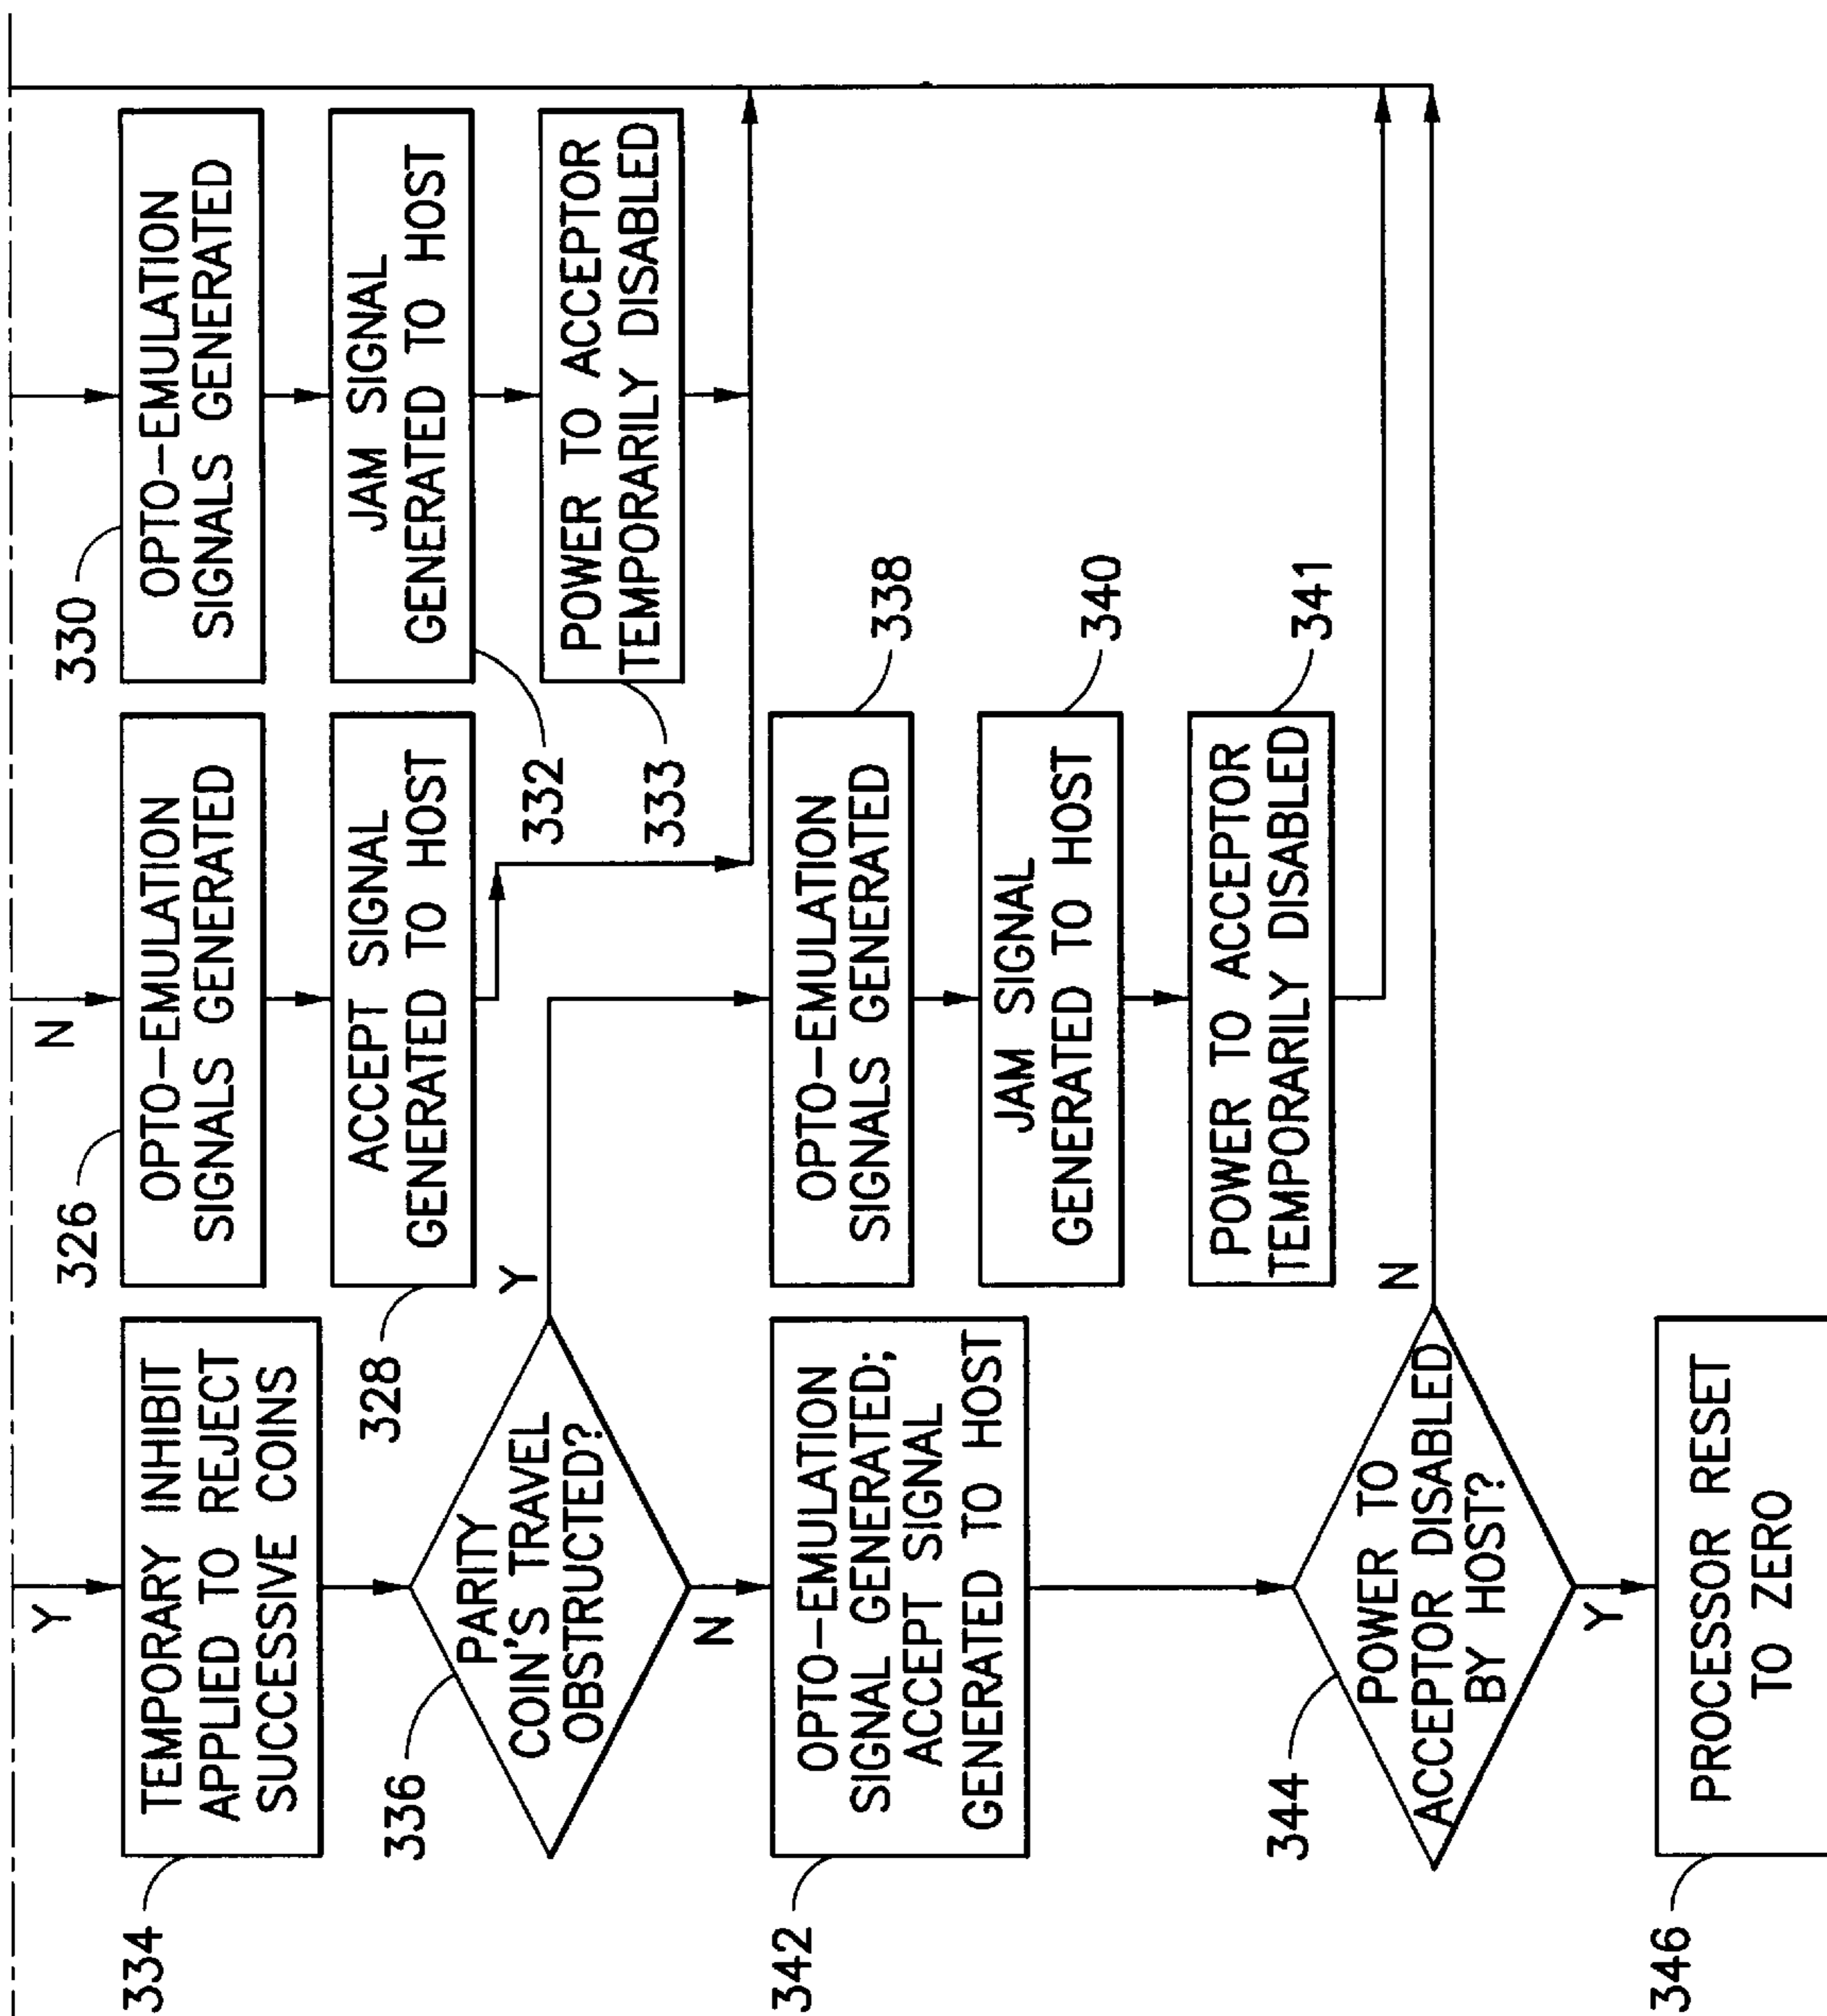 Y
334
TEMPORARY INHIBIT
APPLIED TO REJECT
SUCCESSIVE COINS
336
PARITY
COIN'S TRAVEL
OBSTRUCTED?
Y
N
342
OPTO-EMULATION
SIGNAL GENERATED;
ACCEPT SIGNAL
GENERATED TO HOST
344
POWER TO
ACCEPTOR DISABLED
BY HOST?
N
Y
346
PROCESSOR RESET
TO ZERO
N
326
OPTO-EMULATION
SIGNALS GENERATED
328
ACCEPT SIGNAL
GENERATED TO HOST
338
OPTO-EMULATION
SIGNALS GENERATED
340
JAM SIGNAL
GENERATED TO HOST
341
POWER TO ACCEPTOR
TEMPORARILY DISABLED
330
OPTO-EMULATION
SIGNALS GENERATED
332
JAM SIGNAL
GENERATED TO HOST
333
POWER TO ACCEPTOR
TEMPORARILY DISABLED